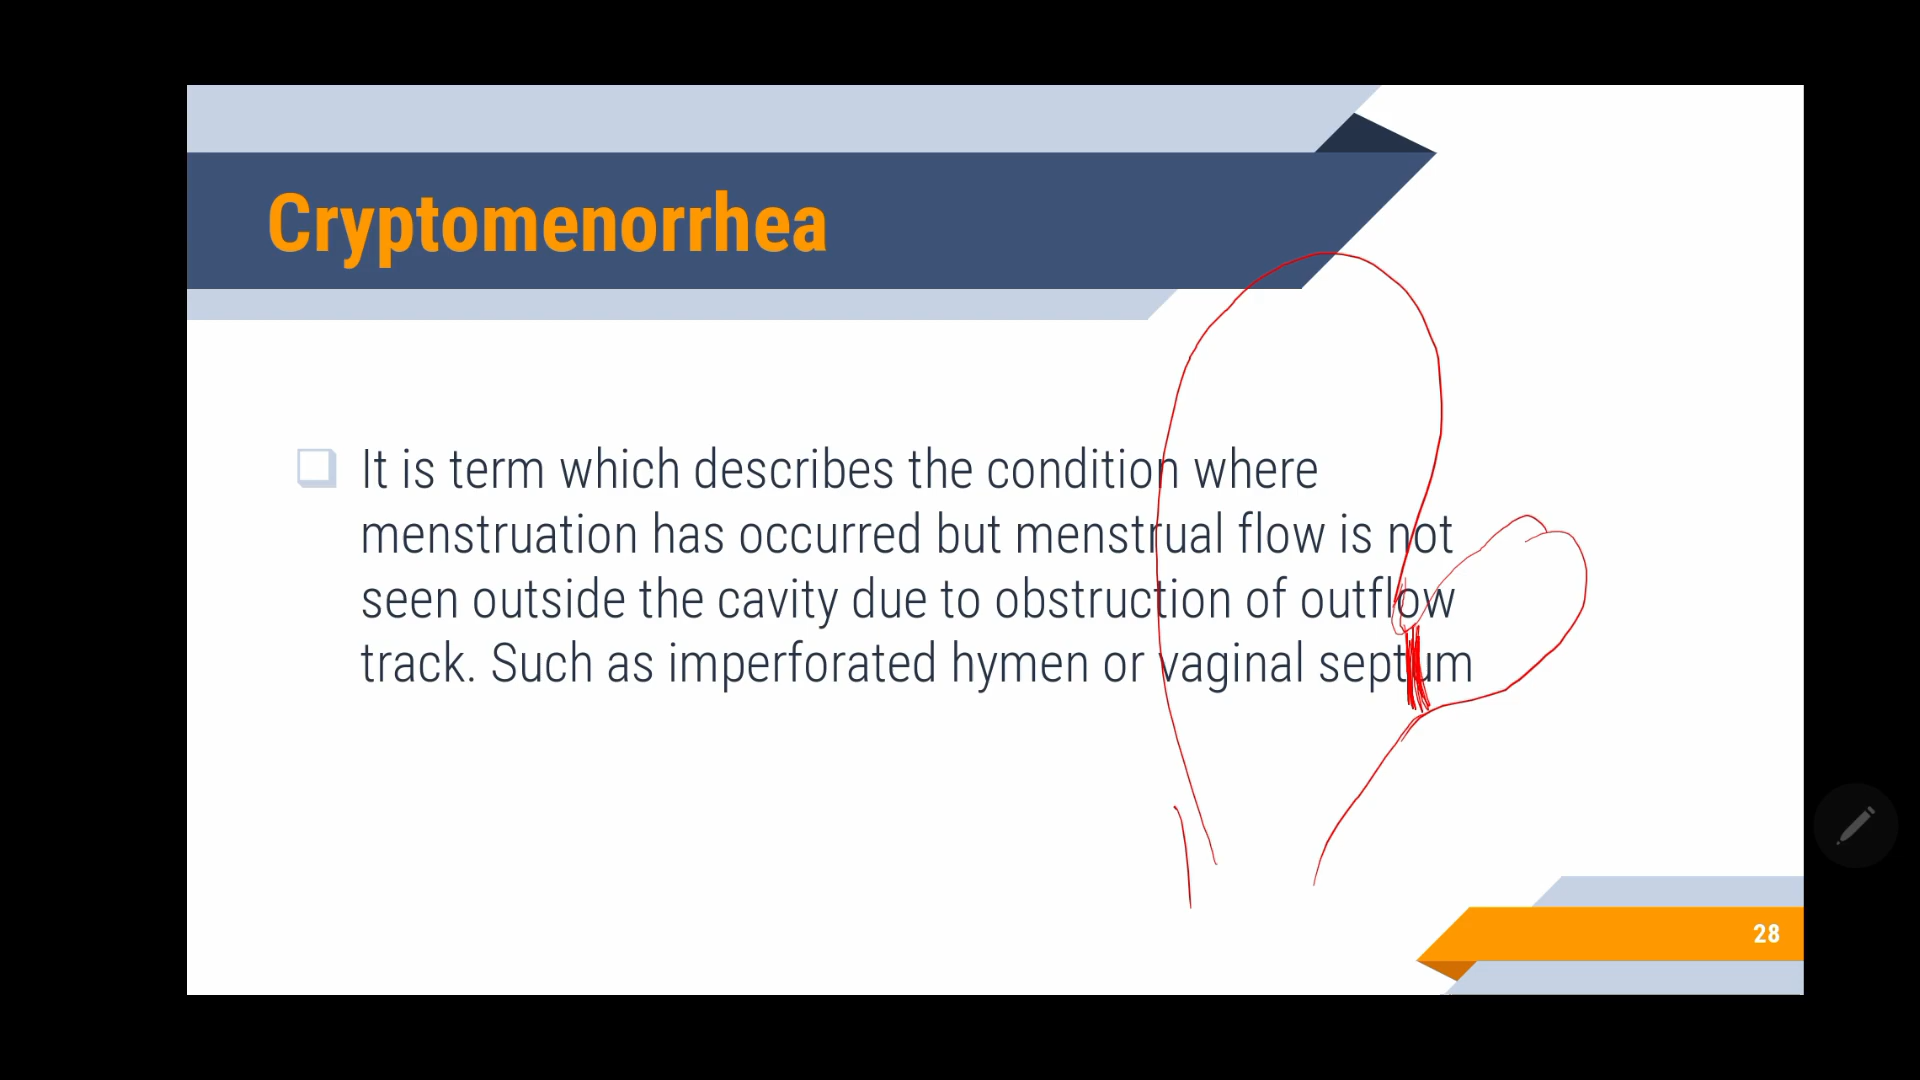 Cryptomenorrhea
It is term which describes the condition where
menstruation has occurred but menstrual flow is not
seen outside the cavity due to obstruction of outflow
track. Such as imperforated hymen or vaginal septum
28